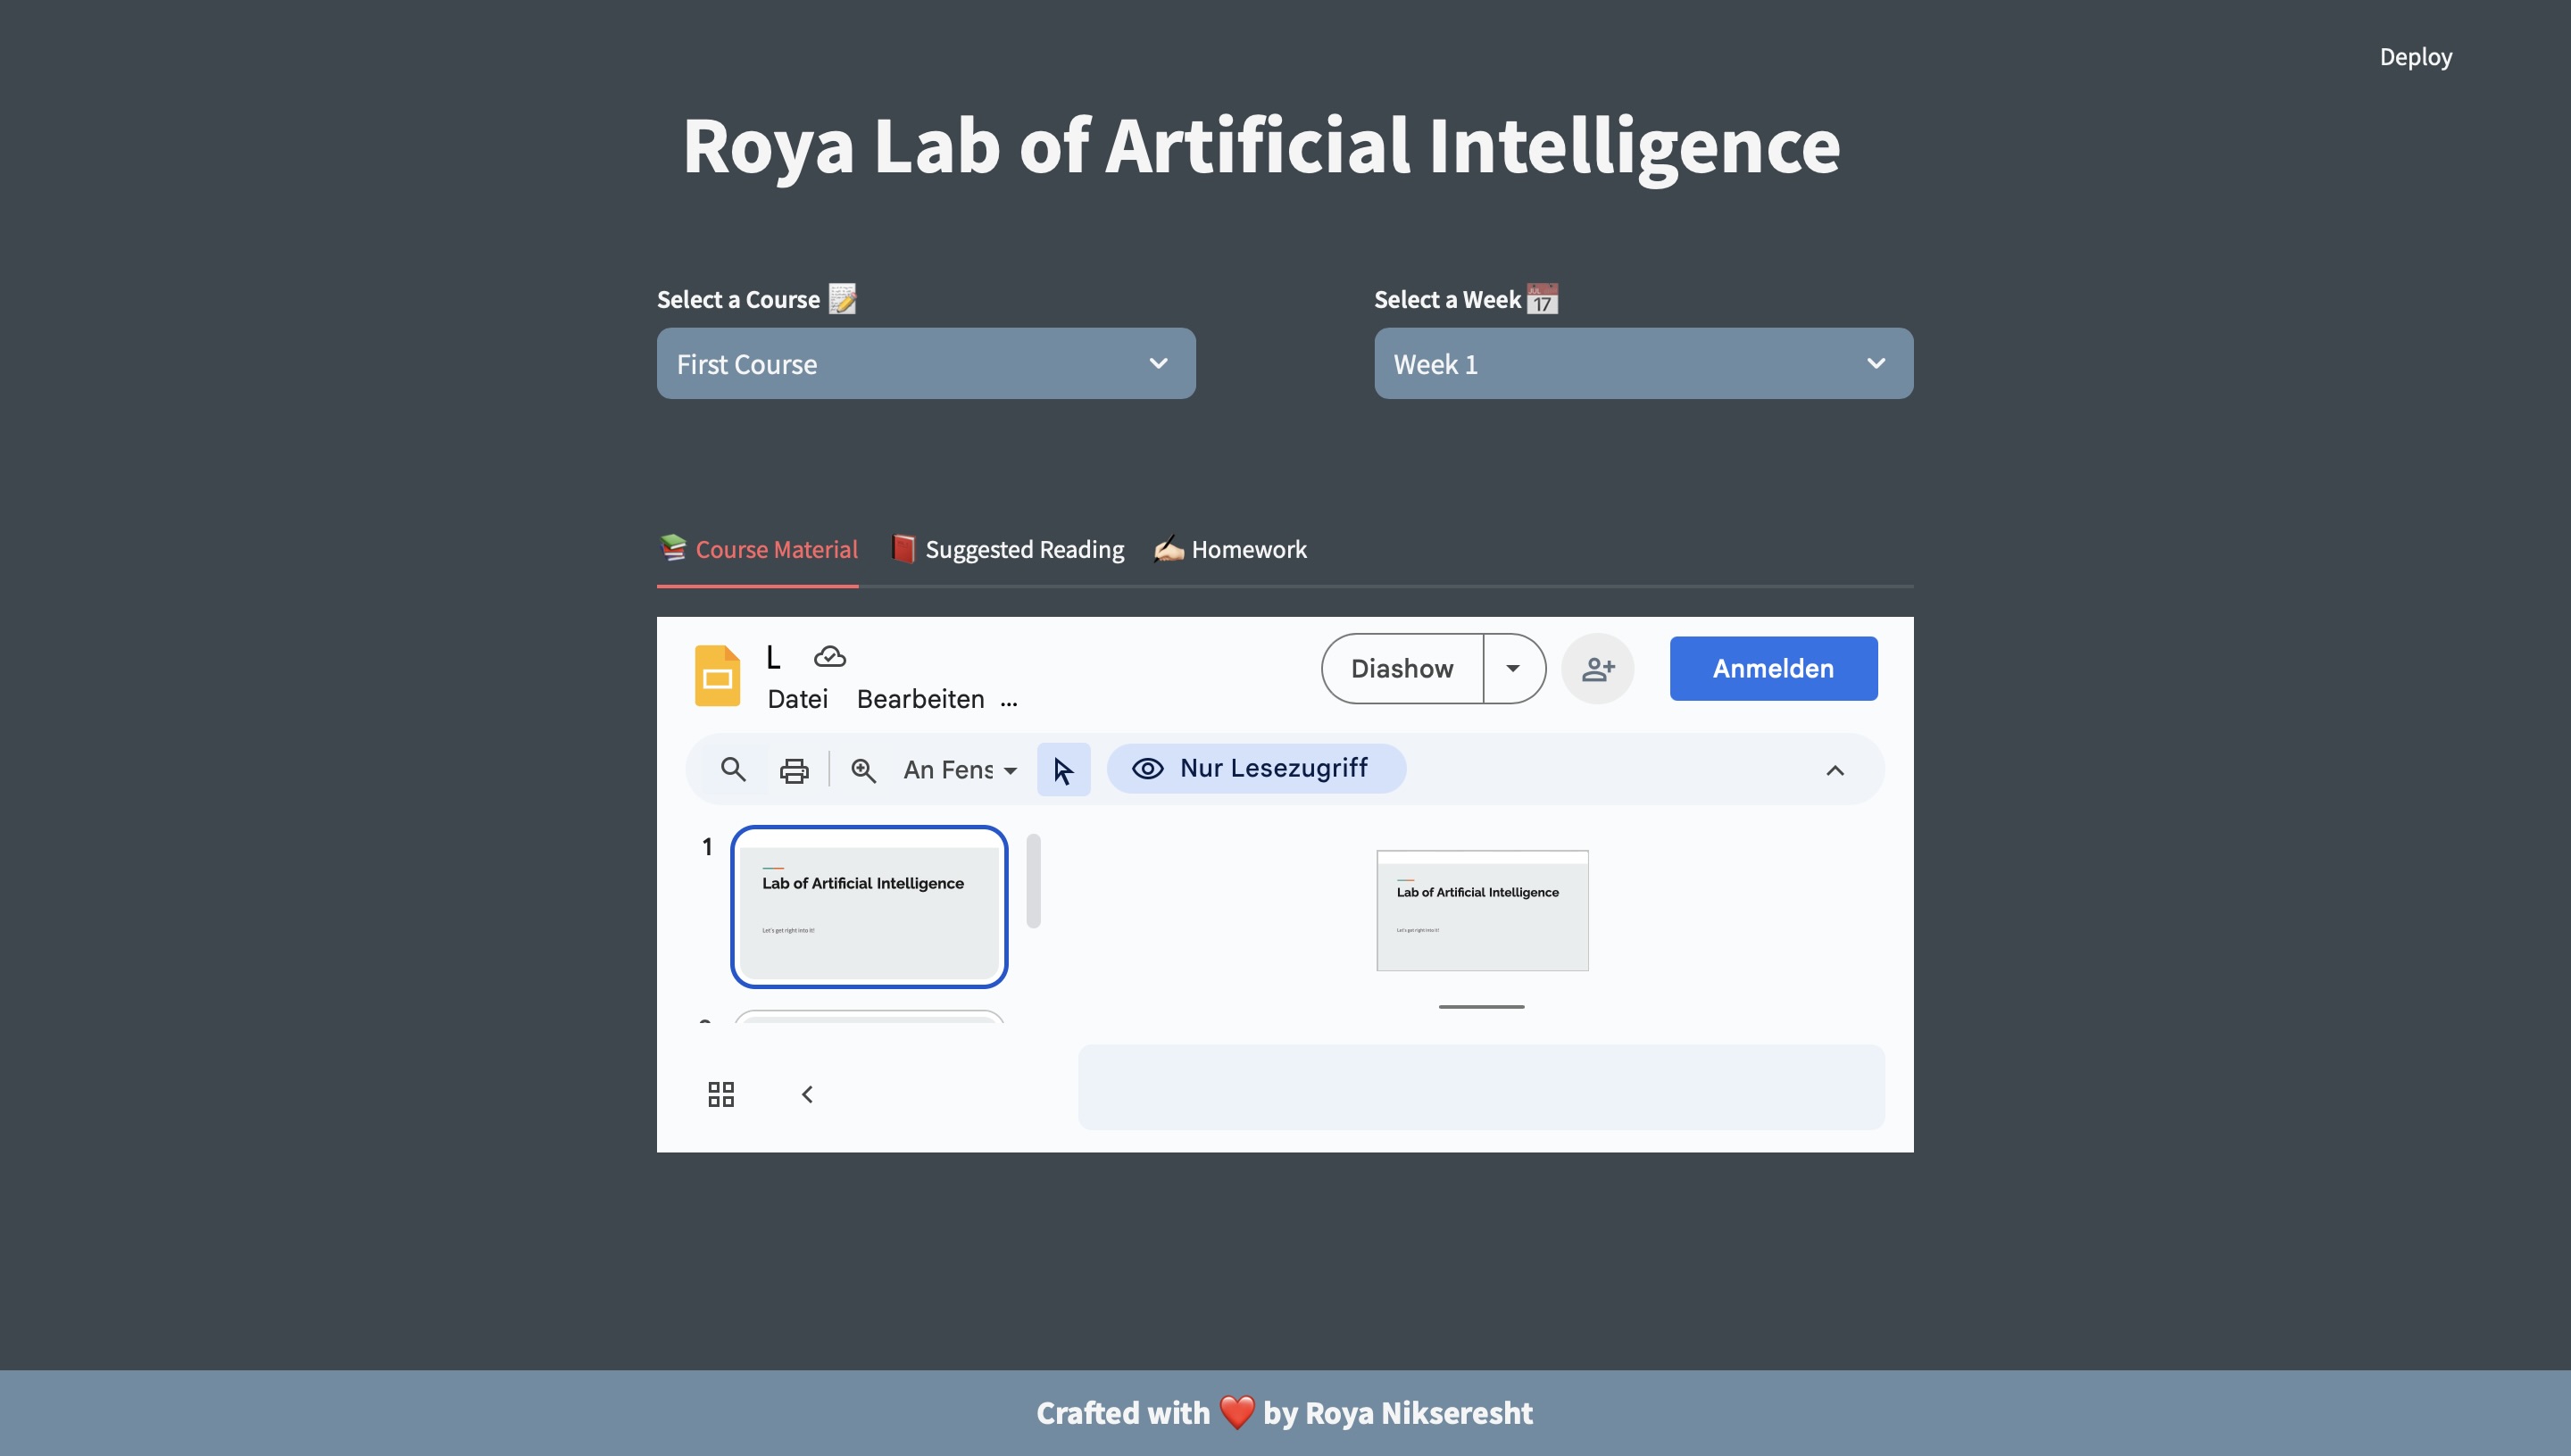 Deploy
Roya Lab of Artificial Intelligence
Select a Course
Select a Week
JUL
17
First Course
Week 1
Course Material
Suggested Reading
Homework
L
Diashow
Anmelden
Datei Bearbeiten ...
An Fens
Nur Lesezugriff
1
Lab of Artificial Intelligence
Let's get right into it!
Lab of Artificial Intelligence
Let's get right into it!
Crafted with ❤️ by Roya Nikseresht